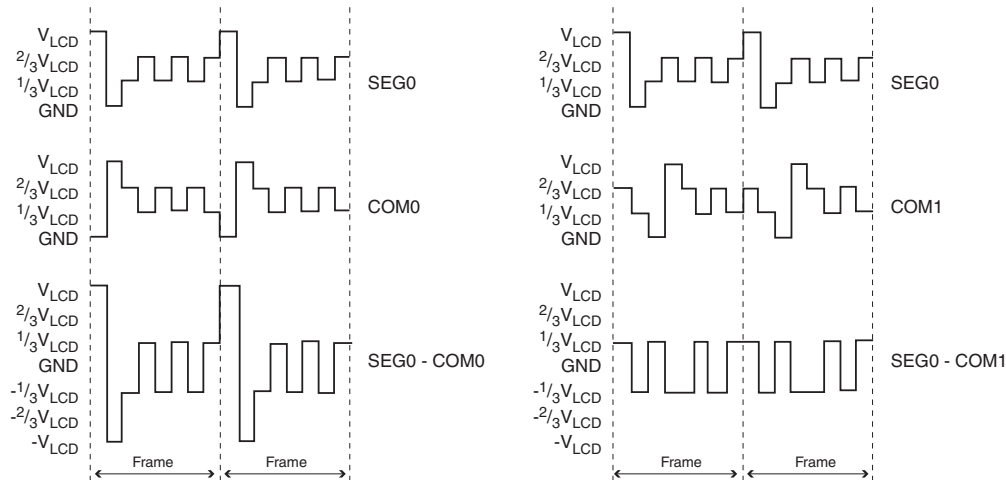 V_LCD
2/3V_LCD
1/3V_LCD
GND
SEG0
V_LCD
2/3V_LCD
1/3V_LCD
GND
COM0
V_LCD
2/3V_LCD
1/3V_LCD
GND
-1/3V_LCD
-2/3V_LCD
-V_LCD
SEG0 - COM0
Frame
Frame
V_LCD
2/3V_LCD
1/3V_LCD
GND
SEG0
V_LCD
2/3V_LCD
1/3V_LCD
GND
COM1
V_LCD
2/3V_LCD
1/3V_LCD
GND
-1/3V_LCD
-2/3V_LCD
-V_LCD
SEG0 - COM1
Frame
Frame